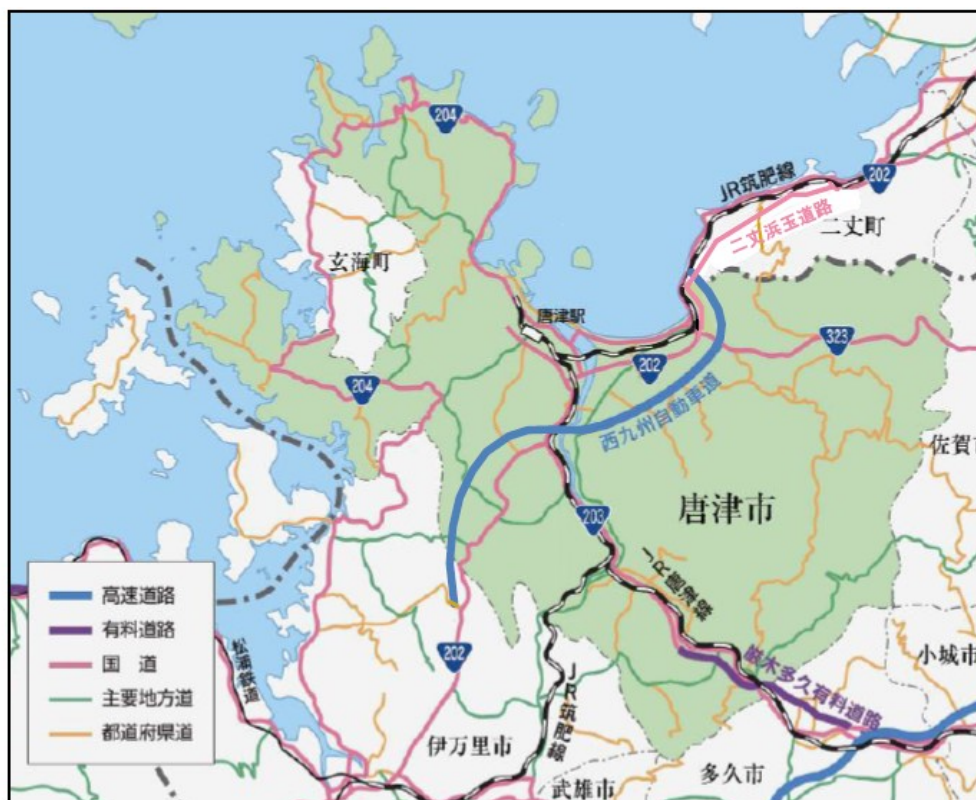 204
JR筑肥線
202
二丈浜玉道路
二丈町
玄海町
唐津駅
323
202
204
西九州自動車道
佐賀市
唐津市
203
JR唐津線
高速道路
有料道路
国 道
主要地方道
都道府県道
松浦鉄道
202
小城市
厳木多久有料道路
JR筑肥線
伊万里市
武雄市
多久市